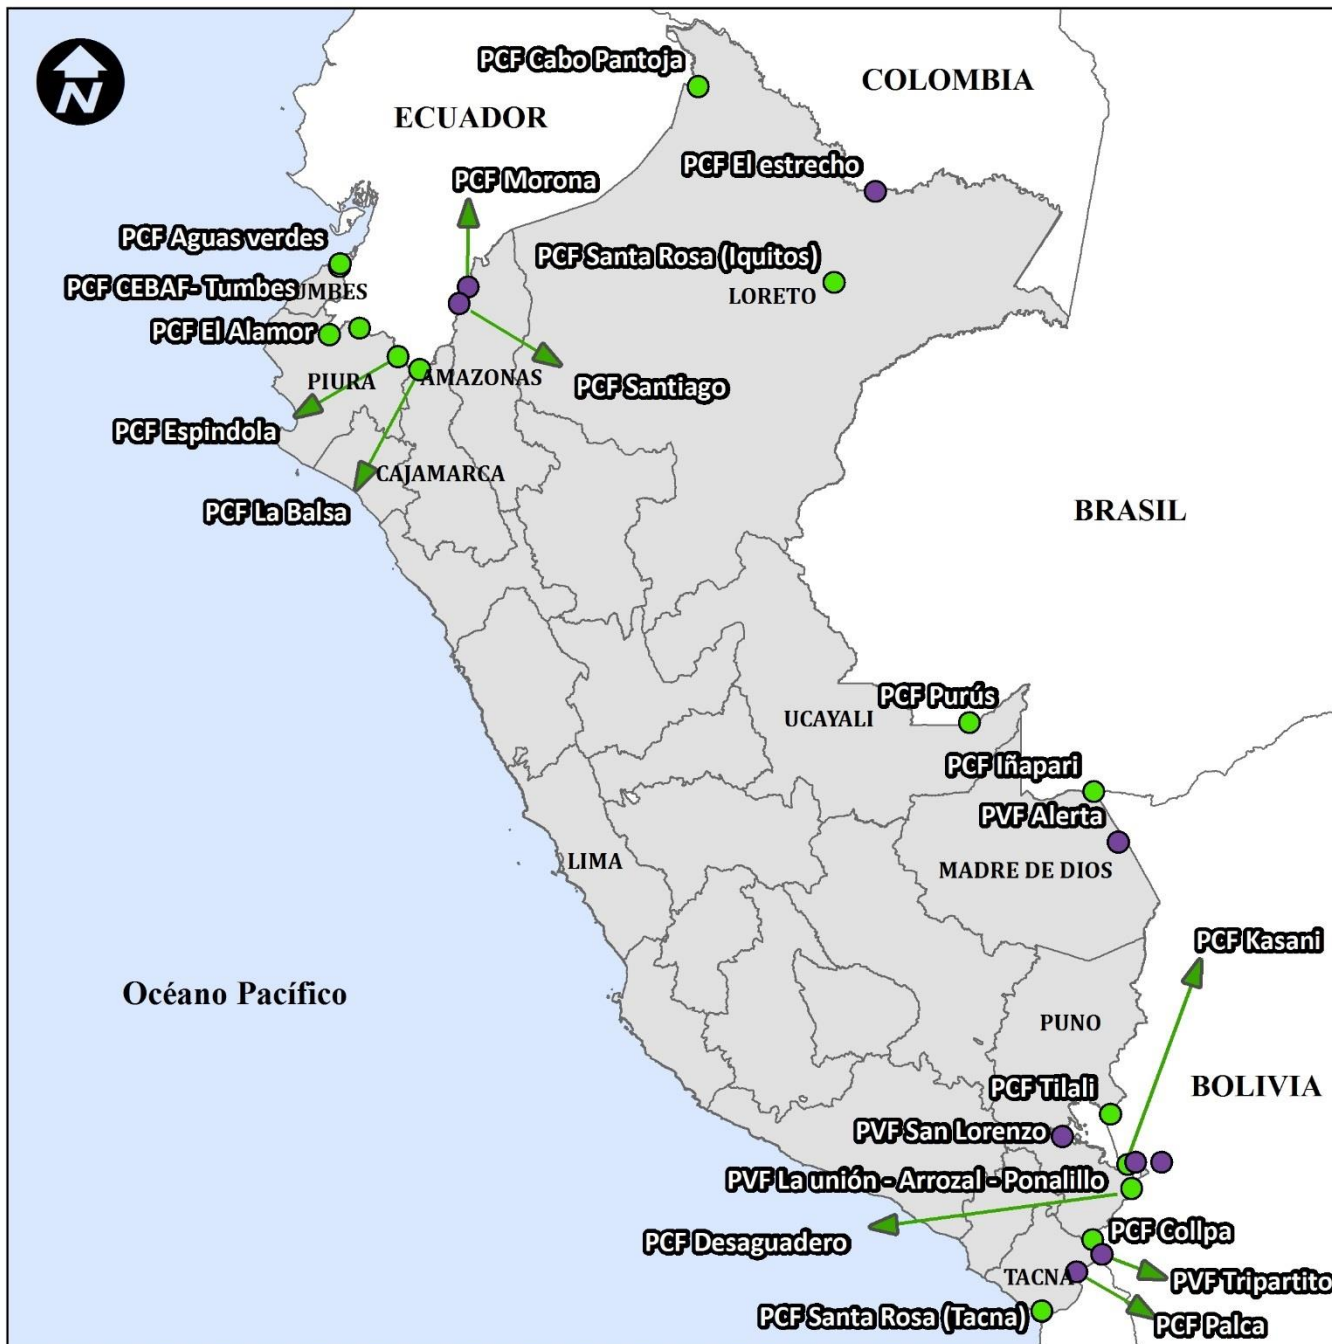 N
PCF Cabo Pantoja
COLOMBIA
ECUADOR
PCF El estrecho
PCF Morona
PCF Aguas verdes
PCF Santa Rosa (Iquitos)
PCF CEBAF- Tumbes
UMBES
LORETO
PCF El Alamor
PIURA
AMAZONAS
PCF Santiago
PCF Espindola
CAJAMARCA
PCF La Balsa
BRASIL
PCF Purús
UCAYALI
PCF Iñapari
PVF Alerta
LIMA
MADRE DE DIOS
PCF Kasani
Océano Pacífico
PUNO
PCF Tilali
BOLIVIA
PVF San Lorenzo
PVF La unión - Arrozal - Ponalillo
PCF Desaguadero
PCF Collpa
TACNA
PVF Tripartito
PCF Santa Rosa (Tacna)
PCF Palca